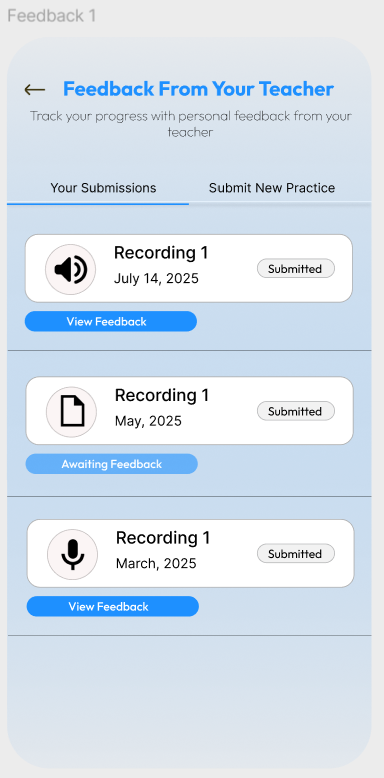 Feedback 1
Feedback From Your Teacher
Track your progress with personal feedback from your
teacher
Your Submissions
Submit New Practice
Recording 1
July 14, 2025
Submitted
View Feedback
Recording 1
May, 2025
Submitted
Awaiting Feedback
Recording 1
March, 2025
Submitted
View Feedback